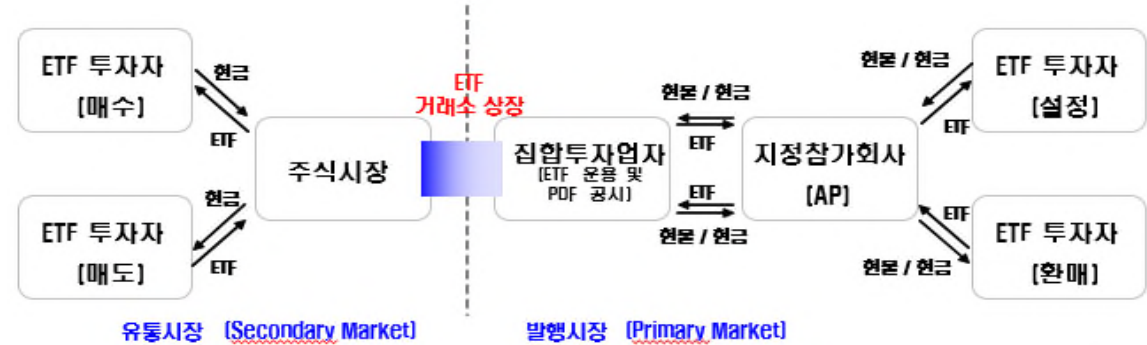 ETF 투자자
[매수]
현금
ETF
ETF 투자자
[매도]
현금
ETF
주식시장
ETF
거래소 상장
집합투자업자
[ETF 운용 및
PDF 공시]
현물 / 현금
ETF
ETF
현물 / 현금
지정참가회사
[AP]
현물 / 현금
ETF
ETF 투자자
[설정]
ETF
현물 / 현금
ETF 투자자
[환매]
유통시장 [Secondary Market]
발행시장 [Primary Market]